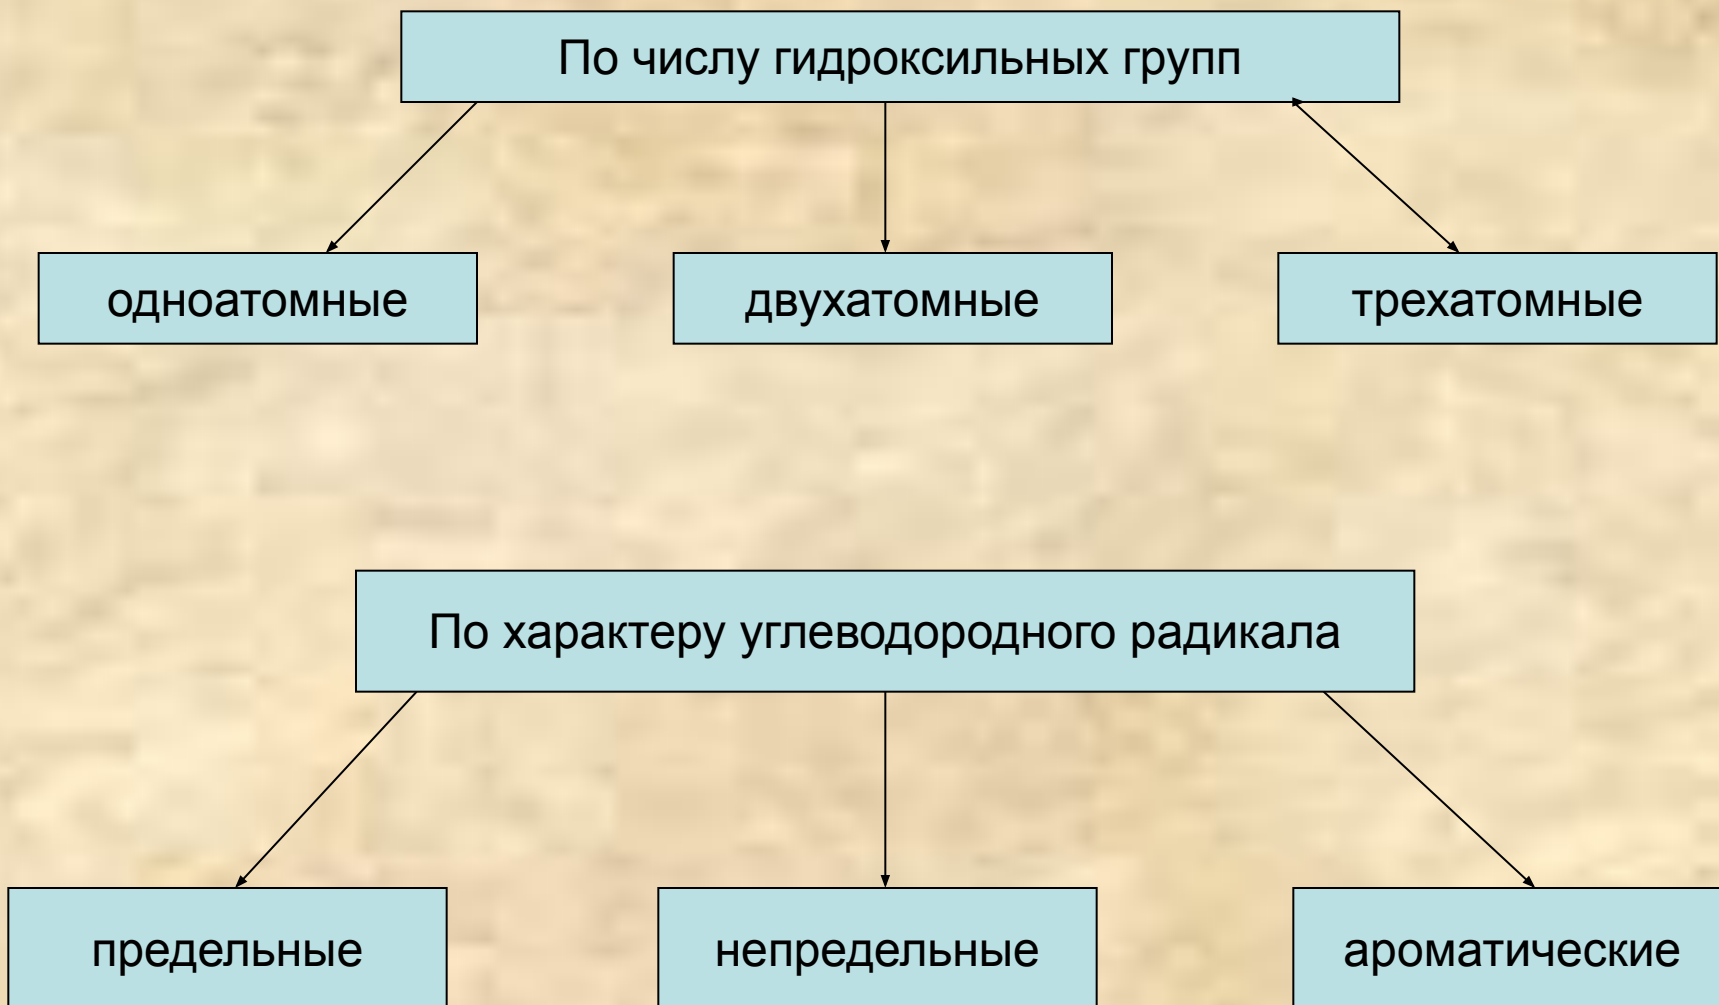 По числу гидроксильных групп
одноатомные
двухатомные
трехатомные
По характеру углеводородного радикала
предельные
непредельные
ароматические